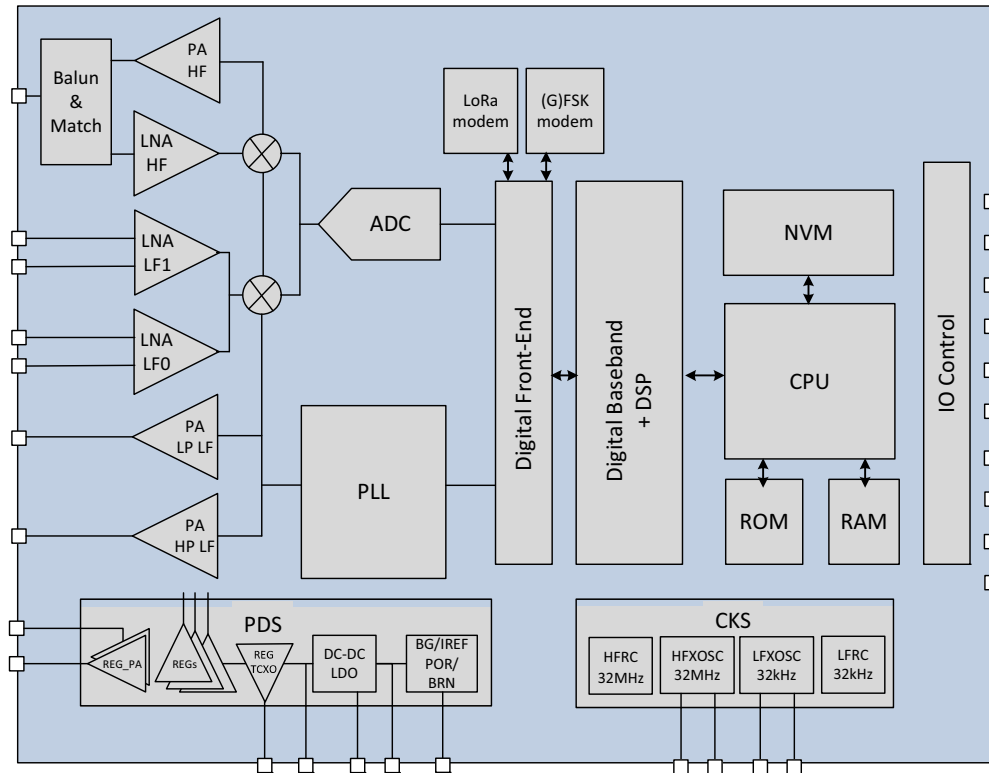 PA
HF
Balun
&
Match
LNA
HF
LNA
LF1
LNA
LF0
PA
LP LF
PA
HP LF
ADC
PLL
LoRa
modem
(G)FSK
modem
Digital Front-End
Digital Baseband
+ DSP
NVM
CPU
ROM
RAM
IO Control
PDS
REG_PA
REGs
REG
TCXO
DC-DC
LDO
BG/IREF
POR/
BRN
CKS
HFRC
32MHz
HFXOSC
32MHz
LFXOSC
32kHz
LFRC
32kHz